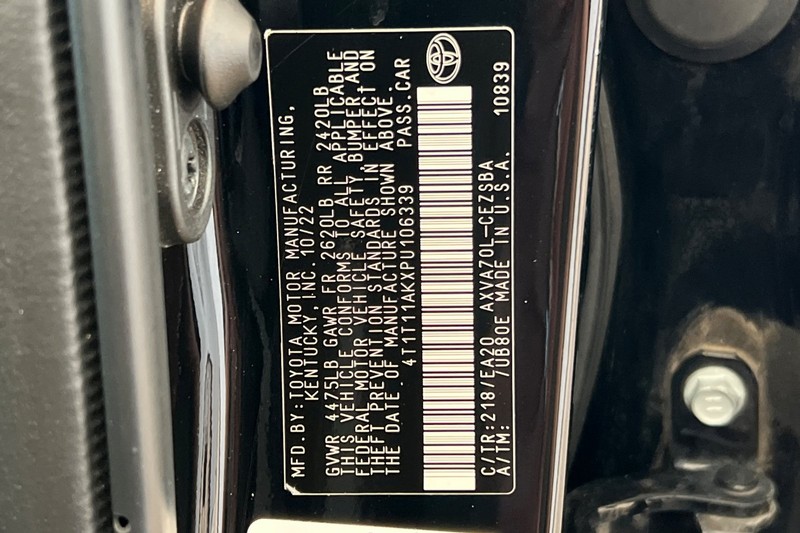 MFD.BY:TOYOTA MOTOR MANUFACTURING,
KENTUCKY, INC. 10/22
GVWR 4475LB GAWR FR 2620LB RR 2420LB
THIS VEHICLE CONFORMS TO ALL APPLICABLE
FEDERAL MOTOR VEHICLE SAFETY, BUMPER, AND
THEFT PREVENTION STANDARDS IN EFFECT ON
THE DATE OF MANUFACTURE SHOWN ABOVE.
4T1T11AKXPU106339 PASS.CAR
C/TR:218/EA20 AXVA70L-CEZSBA 10839
A/TM: /UB80E MADE IN U.S.A.